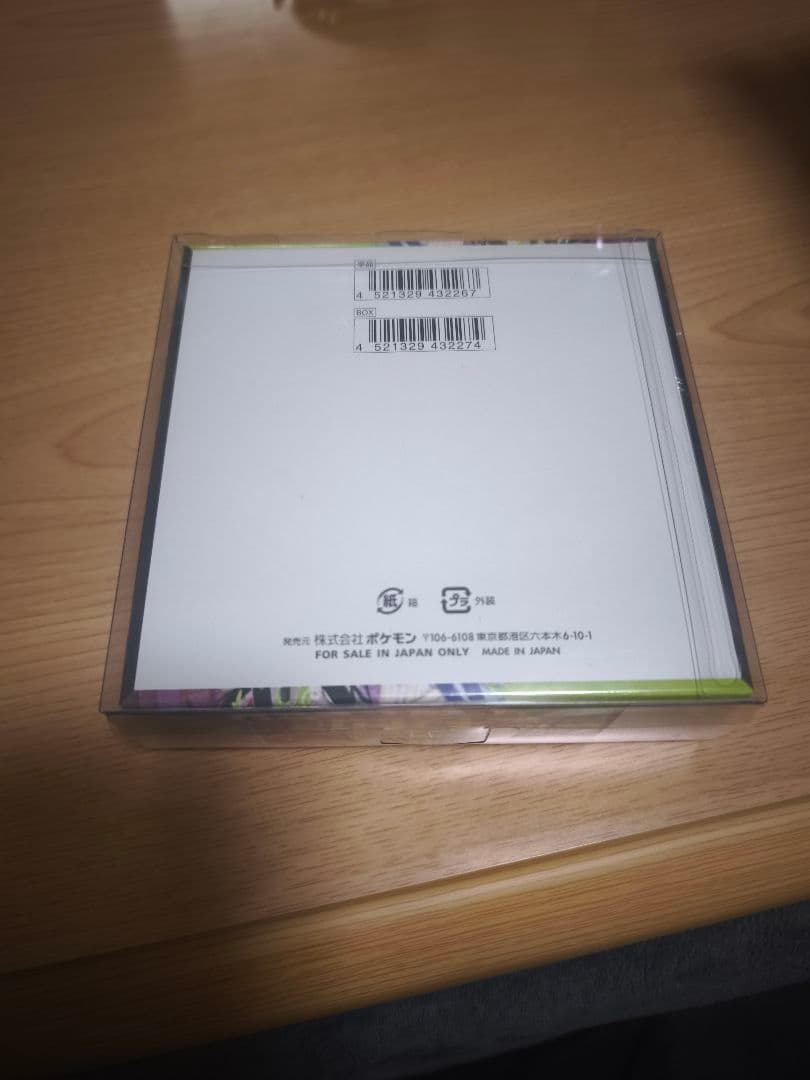 単品
4 521329 432267
BOX
4 521329 432274
紙 箱 プラ 外装
発売元 株式会社 ポケモン 〒106-6108 東京都港区六本木6-10-1
FOR SALE IN JAPAN ONLY MADE IN JAPAN